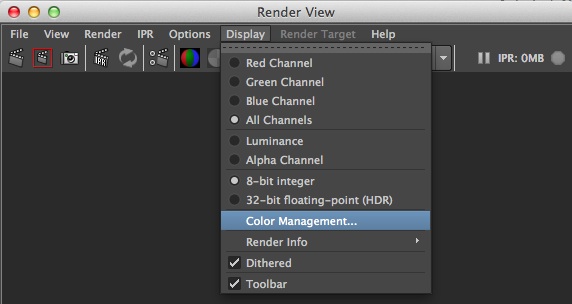 Render View
File View Render IPR Options Display Render Target Help
IPR IPR: 0MB
Red Channel
Green Channel
Blue Channel
All Channels
Luminance
Alpha Channel
8-bit integer
32-bit floating-point (HDR)
Color Management...
Render Info
Dithered
Toolbar